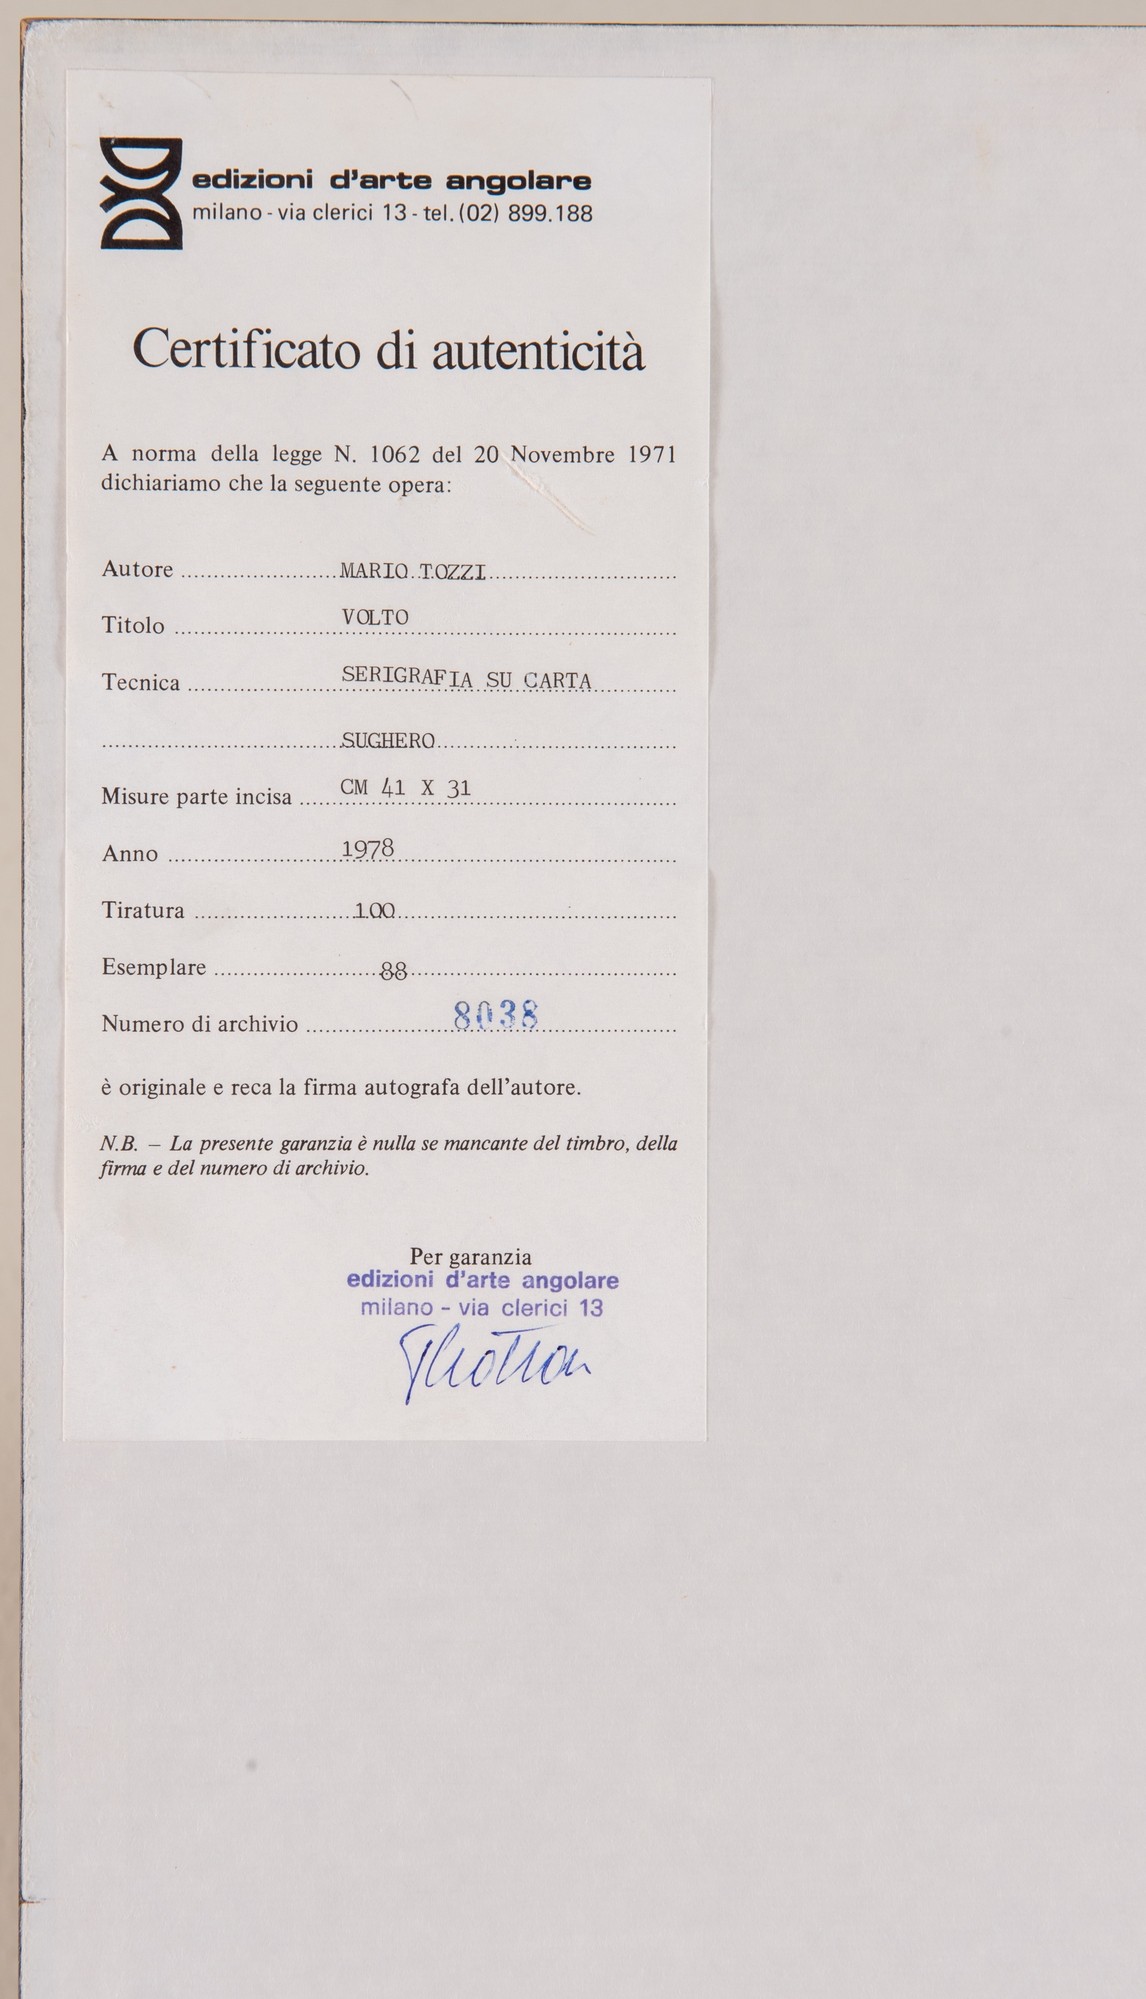 edizioni d'arte angolare
milano - via clerici 13 - tel. (02) 899.188
Certificato di autenticità
A norma della legge N. 1062 del 20 Novembre 1971
dichiariamo che la seguente opera:
Autore MARIO TOZZI
Titolo VOLTO
Tecnica SERIGRAFIA SU CARTA
SUGHERO
Misure parte incisa CM 41 X 31
Anno 1978
Tiratura 100
Esemplare 88
Numero di archivio 8038
è originale e reca la firma autografa dell'autore.
N.B. – La presente garanzia è nulla se mancante del timbro, della
firma e del numero di archivio.
Per garanzia
edizioni d'arte angolare
milano - via clerici 13